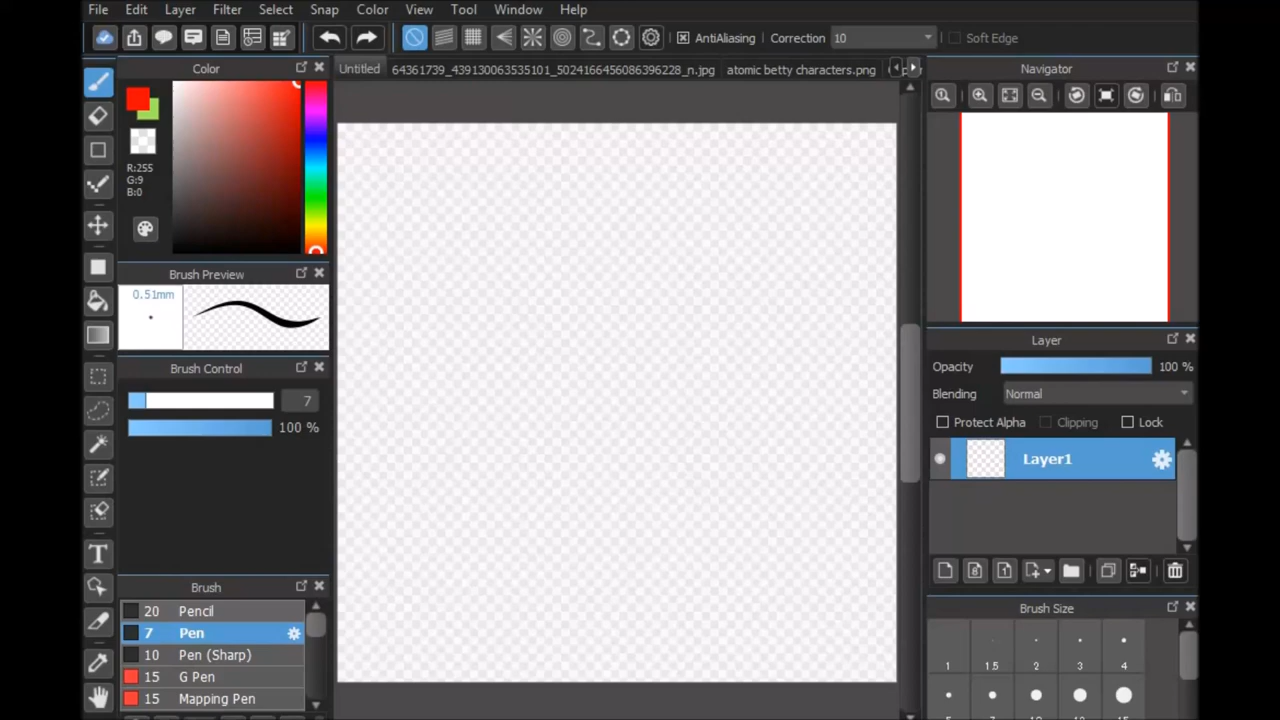 File Edit Layer Filter Select Snap Color View Tool Window Help
AntiAliasing Correction 10 Soft Edge
Color
Untitled 64361739_439130063535101_5024166456086396228_n.jpg atomic betty characters.png
Navigator
R:255
G:9
B:0
Brush Preview
0.51mm
Brush Control
7
100 %
Brush
20 Pencil
7 Pen
10 Pen (Sharp)
15 G Pen
15 Mapping Pen
Layer
Opacity 100 %
Blending Normal
Protect Alpha Clipping Lock
Layer1
Brush Size
1 1.5 2 3 4